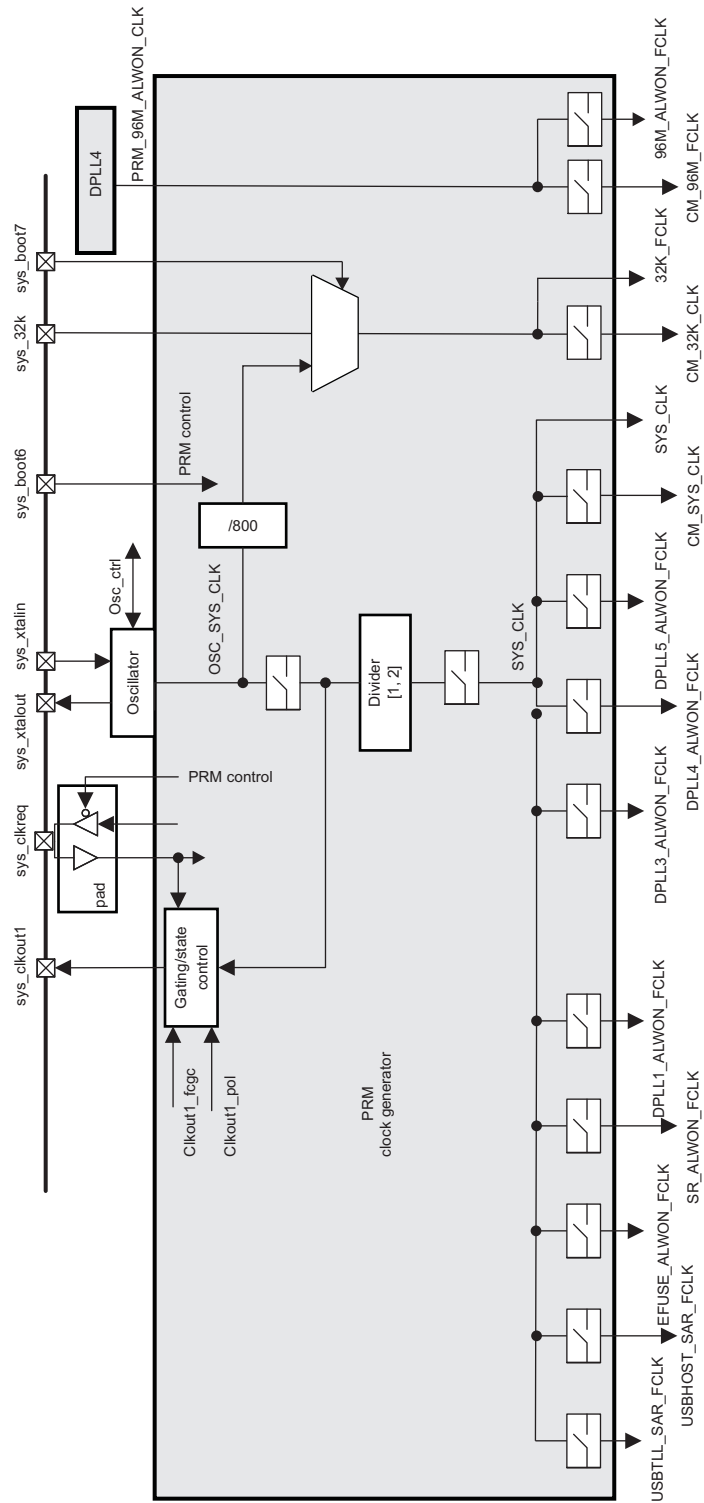 sys_clkout1
sys_clkreq
sys_xtalout
sys_xtalin
sys_boot6
sys_32k
sys_boot7
DPLL4
PRM_96M_ALWON_CLK
pad
PRM control
Oscillator
Osc_ctrl
PRM control
Gating/state
control
Clkout1_fcgc
Clkout1_pol
OSC_SYS_CLK
/800
PRM
clock generator
Divider
[1, 2]
SYS_CLK
USBTLL_SAR_FCLK
USBHOST_SAR_FCLK
EFUSE_ALWON_FCLK
SR_ALWON_FCLK
DPLL1_ALWON_FCLK
DPLL3_ALWON_FCLK
DPLL4_ALWON_FCLK
DPLL5_ALWON_FCLK
CM_SYS_CLK
SYS_CLK
CM_32K_CLK
32K_FCLK
CM_96M_FCLK
96M_ALWON_FCLK